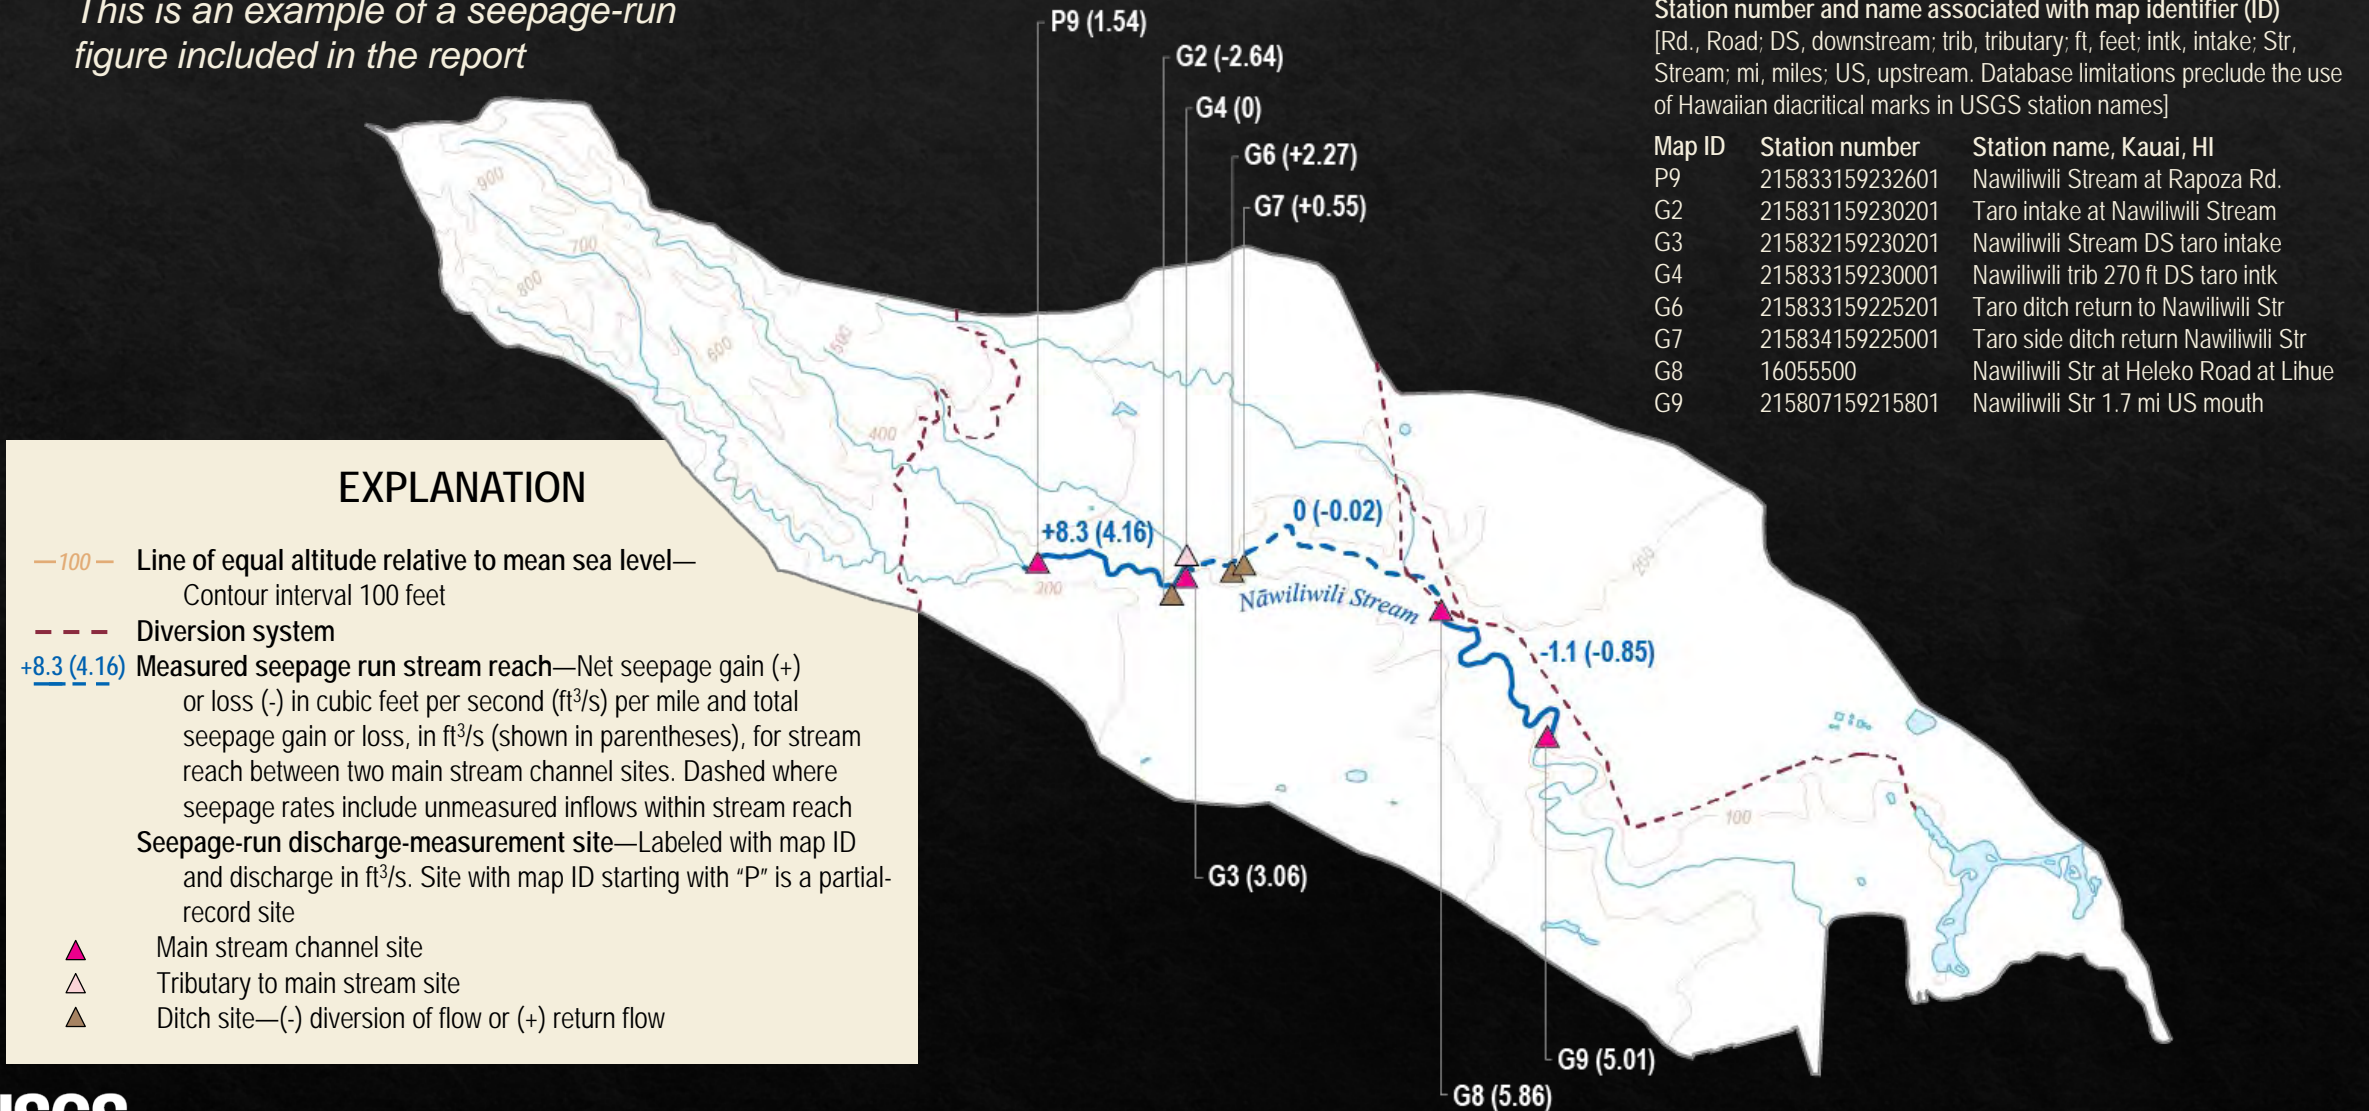 This is an example of a seepage-run
figure included in the report
P9 (1.54)
G2 (-2.64)
G4 (0)
G6 (+2.27)
G7 (+0.55)
Station number and name associated with map identifier (ID)
[Rd., Road; DS, downstream; trib, tributary; ft, feet; intk, intake; Str,
Stream; mi, miles; US, upstream. Database limitations preclude the use
of Hawaiian diacritical marks in USGS station names]
Map ID Station number Station name, Kauai, HI
P9 215833159232601 Nawiliwili Stream at Rapoza Rd.
G2 215831159230201 Taro intake at Nawiliwili Stream
G3 215832159230201 Nawiliwili Stream DS taro intake
G4 215833159230001 Nawiliwili trib 270 ft DS taro intk
G6 215833159225201 Taro ditch return to Nawiliwili Str
G7 215834159225001 Taro side ditch return Nawiliwili Str
G8 16055500 Nawiliwili Str at Heleko Road at Lihue
G9 215807159215801 Nawiliwili Str 1.7 mi US mouth
900
700
800
600
500
400
200
+8.3 (4.16)
0 (-0.02)
Nāwiliwili Stream
200
-1.1 (-0.85)
100
G3 (3.06)
G9 (5.01)
G8 (5.86)
EXPLANATION
100 Line of equal altitude relative to mean sea level—
Contour interval 100 feet
Diversion system
+8.3 (4.16) Measured seepage run stream reach—Net seepage gain (+)
or loss (-) in cubic feet per second (ft³/s) per mile and total
seepage gain or loss, in ft³/s (shown in parentheses), for stream
reach between two main stream channel sites. Dashed where
seepage rates include unmeasured inflows within stream reach
Seepage-run discharge-measurement site—Labeled with map ID
and discharge in ft³/s. Site with map ID starting with “P” is a partial-
record site
Main stream channel site
Tributary to main stream site
Ditch site—(-) diversion of flow or (+) return flow
USGS